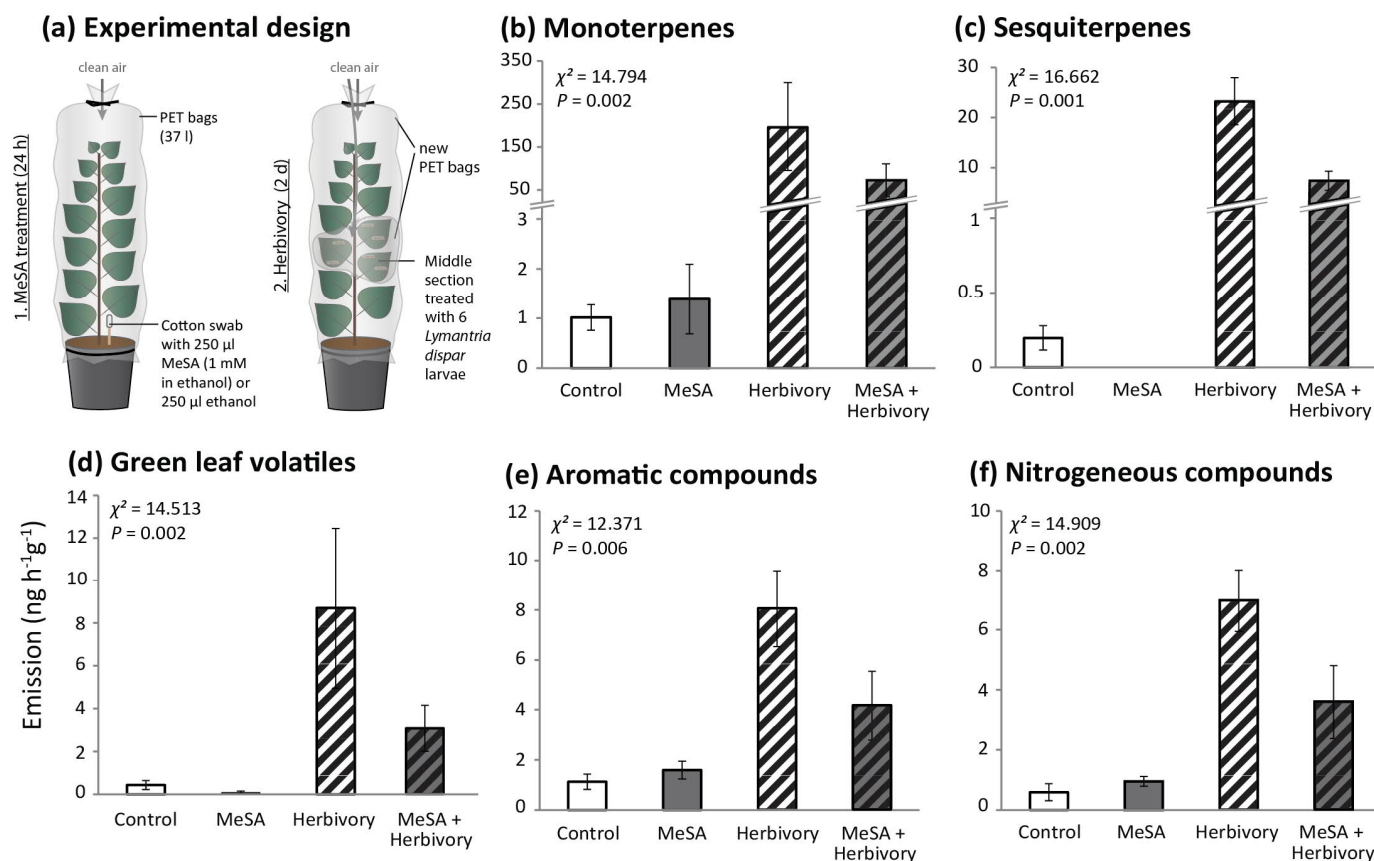 (a) Experimental design
clean air
clean air
1. MeSA treatment (24 h)
PET bags
(37 l)
Cotton swab
with 250 µl
MeSA (1 mM
in ethanol) or
250 µl ethanol
2. Herbivory (2 d)
new
PET bags
Middle
section
treated
with 6
Lymantria
dispar
larvae
(b) Monoterpenes
χ² = 14.794
P = 0.002
350
250
150
50
3
2
1
0
Control
MeSA
Herbivory
MeSA +
Herbivory
(c) Sesquiterpenes
χ² = 16.662
P = 0.001
30
20
10
1
0.5
0
Control
MeSA
Herbivory
MeSA +
Herbivory
Emission (ng h⁻¹g⁻¹)
(d) Green leaf volatiles
χ² = 14.513
P = 0.002
14
12
10
8
6
4
2
0
Control
MeSA
Herbivory
MeSA +
Herbivory
(e) Aromatic compounds
χ² = 12.371
P = 0.006
12
10
8
6
4
2
0
Control
MeSA
Herbivory
MeSA +
Herbivory
(f) Nitrogeneous compounds
χ² = 14.909
P = 0.002
10
8
6
4
2
0
Control
MeSA
Herbivory
MeSA +
Herbivory